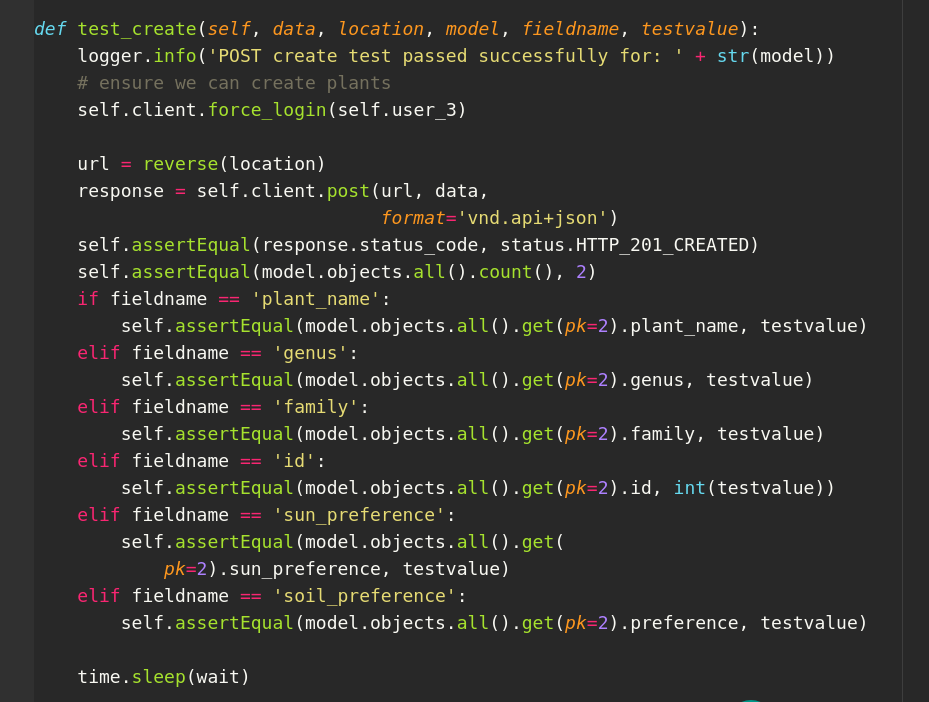 def test_create(self, data, location, model, fieldname, testvalue):
    logger.info('POST create test passed successfully for: ' + str(model))
    # ensure we can create plants
    self.client.force_login(self.user_3)

    url = reverse(location)
    response = self.client.post(url, data,
                                format='vnd.api+json')
    self.assertEqual(response.status_code, status.HTTP_201_CREATED)
    self.assertEqual(model.objects.all().count(), 2)
    if fieldname == 'plant_name':
        self.assertEqual(model.objects.all().get(pk=2).plant_name, testvalue)
    elif fieldname == 'genus':
        self.assertEqual(model.objects.all().get(pk=2).genus, testvalue)
    elif fieldname == 'family':
        self.assertEqual(model.objects.all().get(pk=2).family, testvalue)
    elif fieldname == 'id':
        self.assertEqual(model.objects.all().get(pk=2).id, int(testvalue))
    elif fieldname == 'sun_preference':
        self.assertEqual(model.objects.all().get(
            pk=2).sun_preference, testvalue)
    elif fieldname == 'soil_preference':
        self.assertEqual(model.objects.all().get(pk=2).preference, testvalue)

    time.sleep(wait)